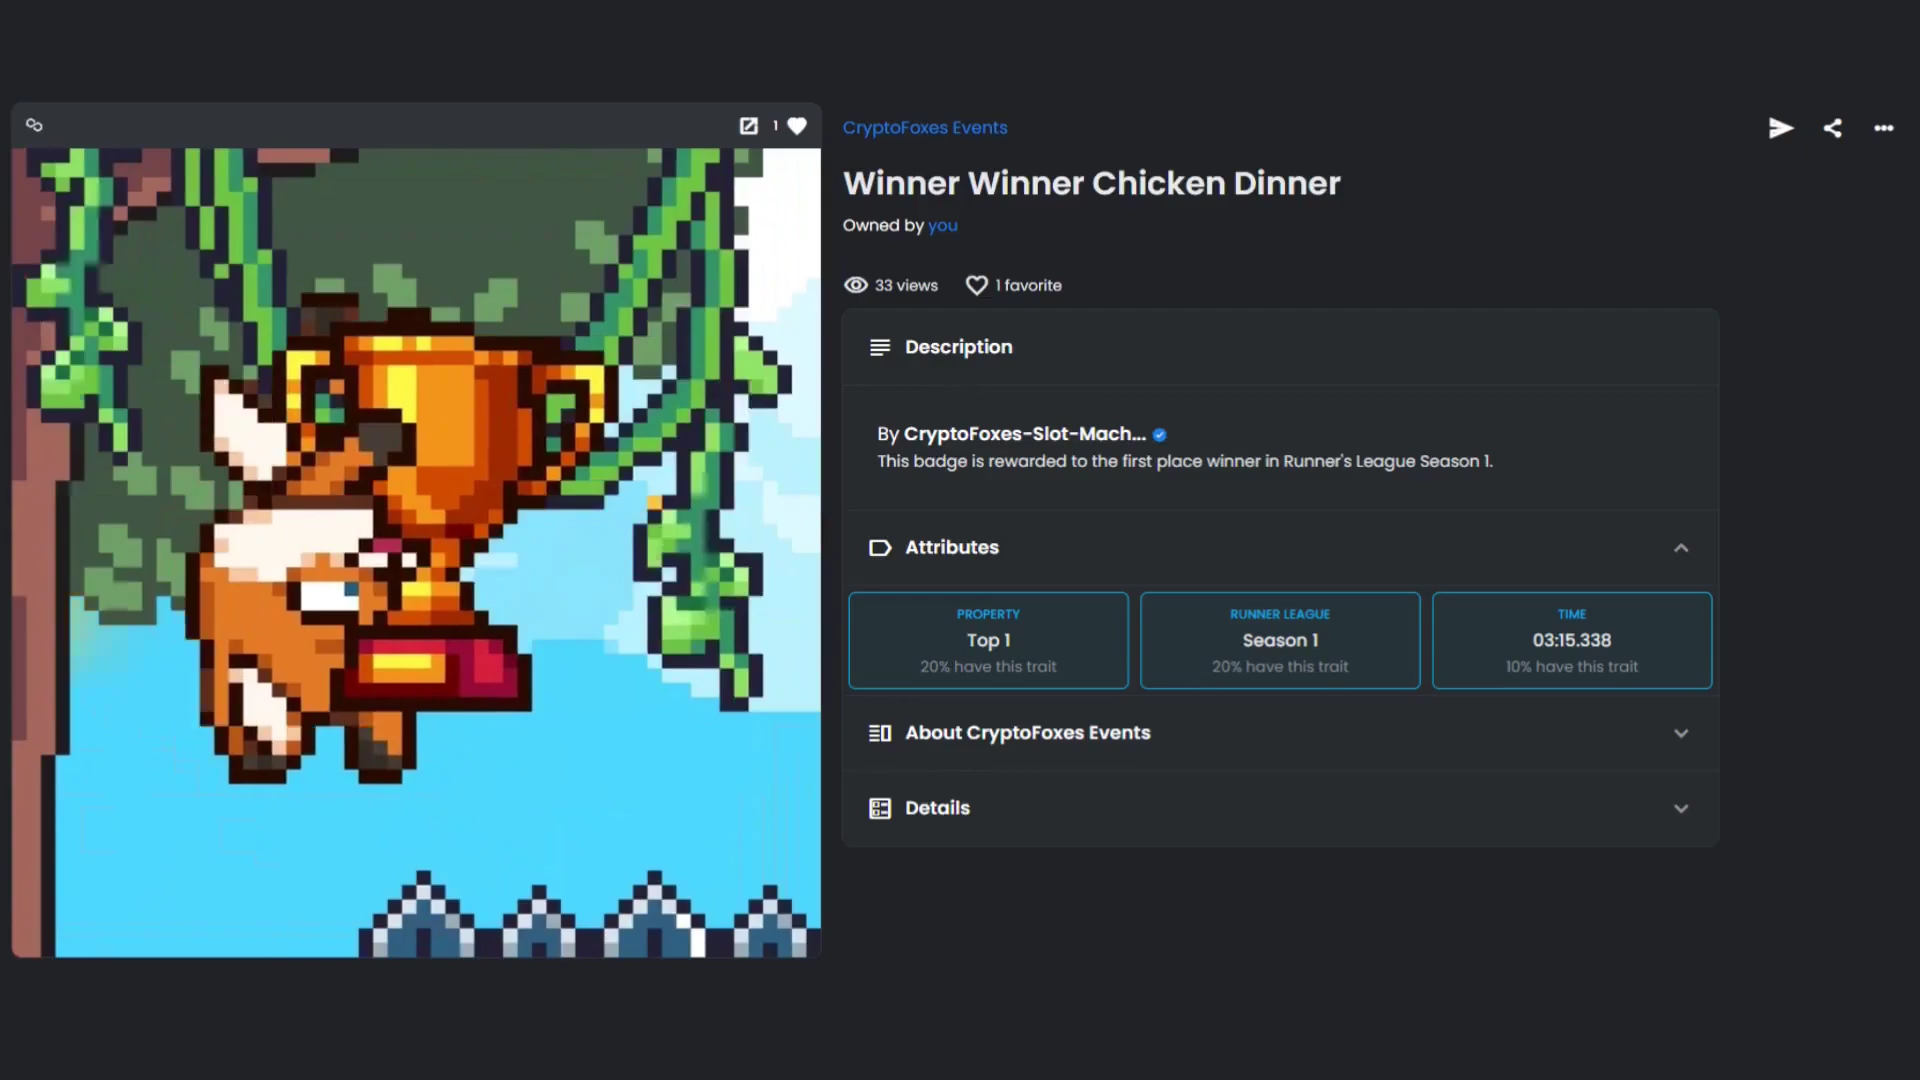 1
CryptoFoxes Events
Winner Winner Chicken Dinner
Owned by you
33 views
1 favorite
Description
By CryptoFoxes-Slot-Mach...
This badge is rewarded to the first place winner in Runner's League Season 1.
Attributes
PROPERTY
Top 1
20% have this trait
RUNNER LEAGUE
Season 1
20% have this trait
TIME
03:15.338
10% have this trait
About CryptoFoxes Events
Details